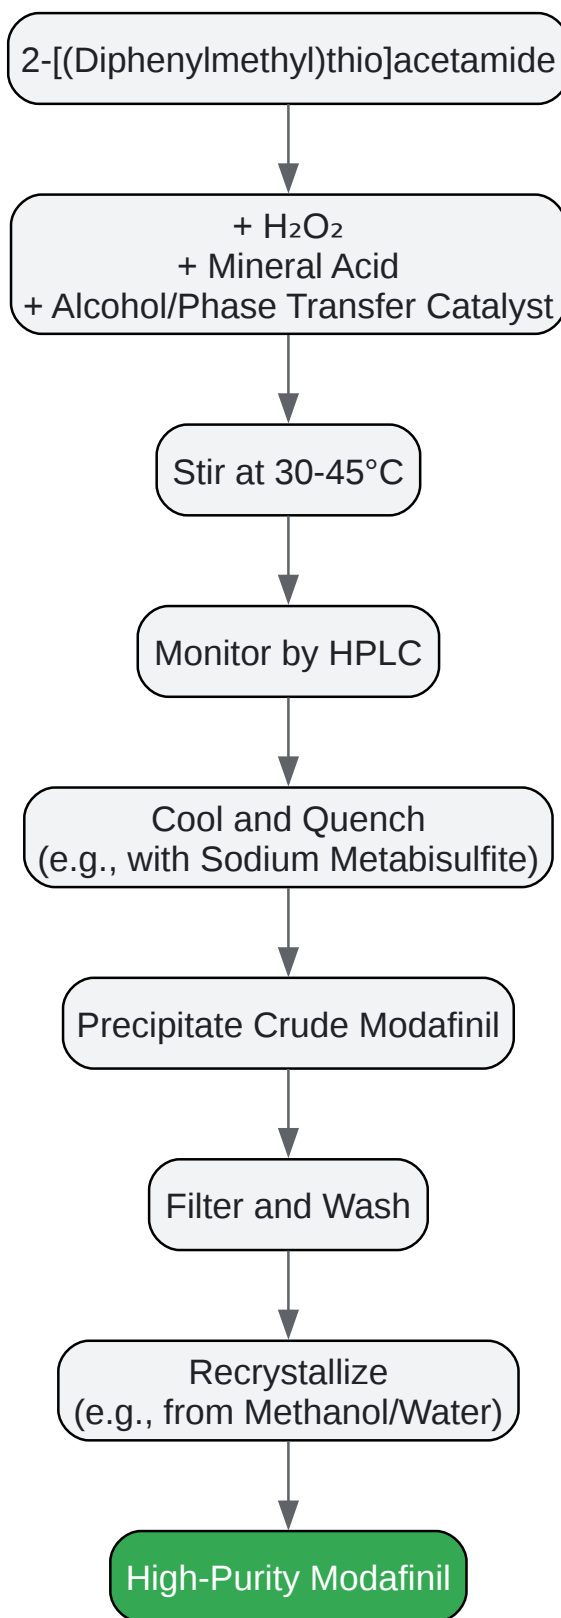 2-[(Diphenylmethyl)thio]acetamide
+ H₂O₂
+ Mineral Acid
+ Alcohol/Phase Transfer Catalyst
Stir at 30-45°C
Monitor by HPLC
Cool and Quench
(e.g., with Sodium Metabisulfite)
Precipitate Crude Modafinil
Filter and Wash
Recrystallize
(e.g., from Methanol/Water)
High-Purity Modafinil